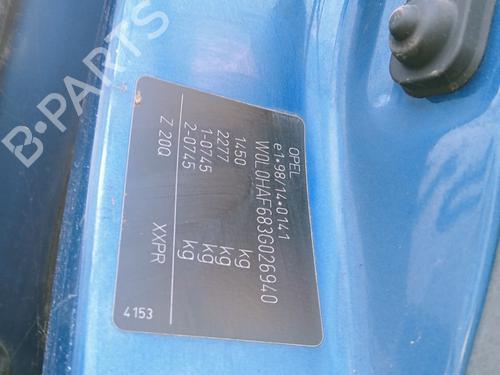 OPEL
e1*98/14*0141
W0L0HAF683G026940
1450 kg
2277 kg
1-0745 kg
2-0745 kg
Z 20Q XXPR
4153
B-PARTS